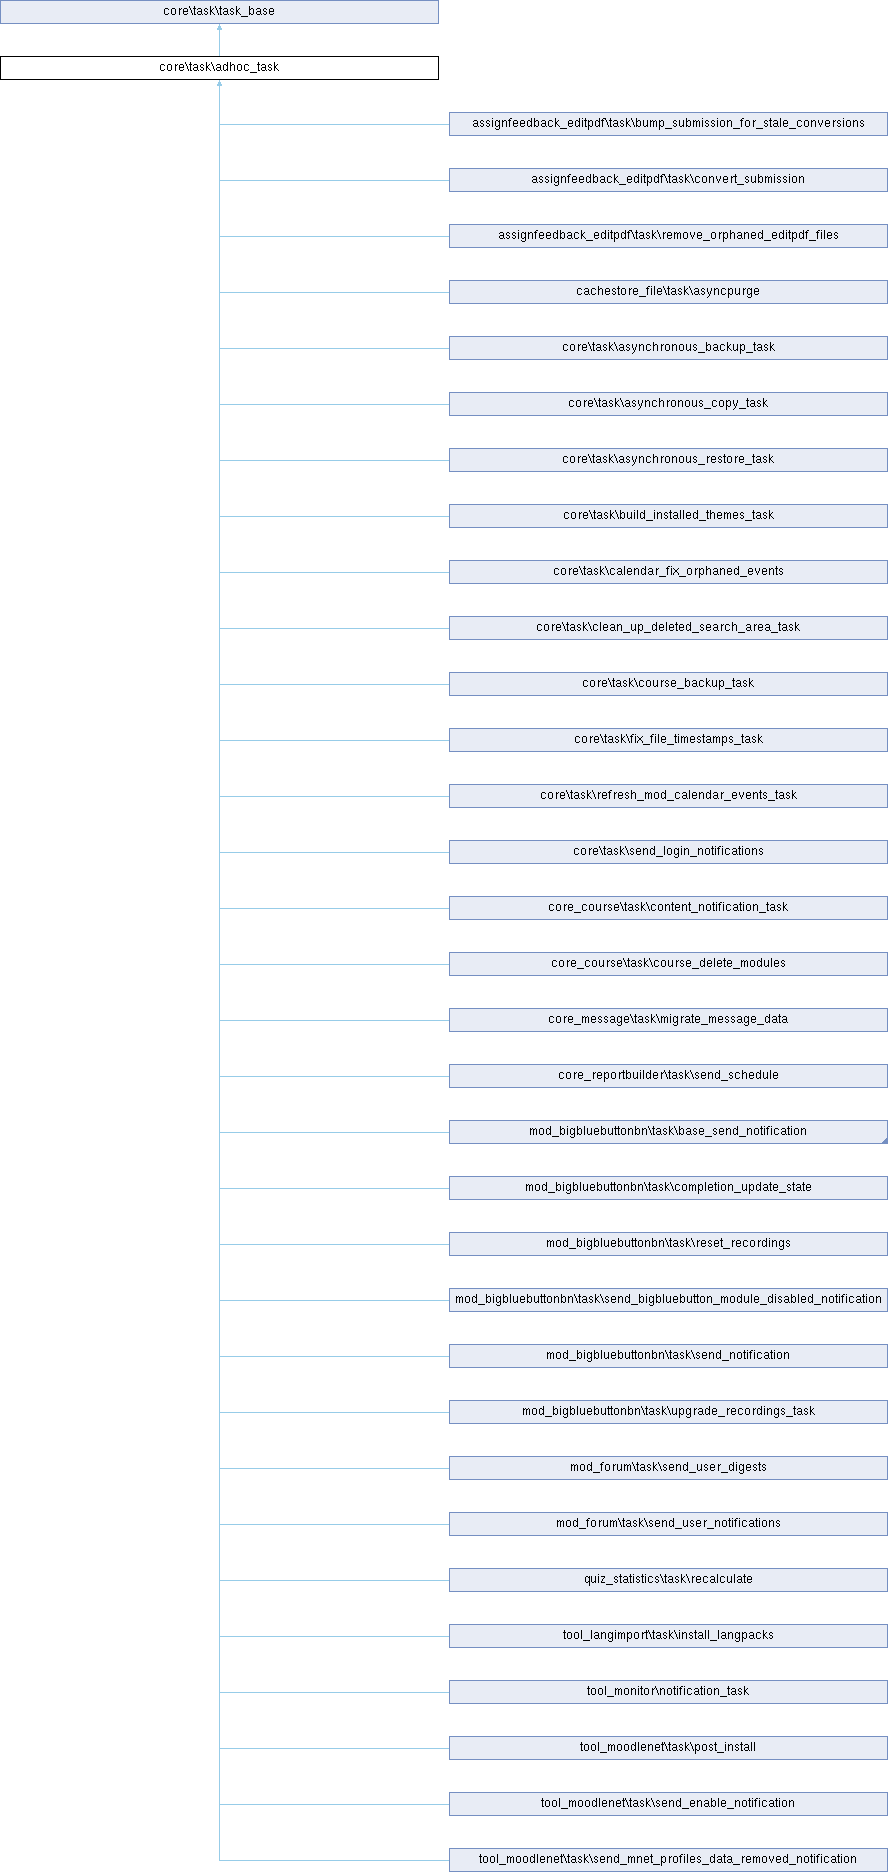 core\task\task_base
core\task\adhoc_task
assignfeedback_editpdf\task\bump_submission_for_stale_conversions
assignfeedback_editpdf\task\convert_submission
assignfeedback_editpdf\task\remove_orphaned_editpdf_files
cachestore_file\task\asyncpurge
core\task\asynchronous_backup_task
core\task\asynchronous_copy_task
core\task\asynchronous_restore_task
core\task\build_installed_themes_task
core\task\calendar_fix_orphaned_events
core\task\clean_up_deleted_search_area_task
core\task\course_backup_task
core\task\fix_file_timestamps_task
core\task\refresh_mod_calendar_events_task
core\task\send_login_notifications
core_course\task\content_notification_task
core_course\task\course_delete_modules
core_message\task\migrate_message_data
core_reportbuilder\task\send_schedule
mod_bigbluebuttonbn\task\base_send_notification
mod_bigbluebuttonbn\task\completion_update_state
mod_bigbluebuttonbn\task\reset_recordings
mod_bigbluebuttonbn\task\send_bigbluebutton_module_disabled_notification
mod_bigbluebuttonbn\task\send_notification
mod_bigbluebuttonbn\task\upgrade_recordings_task
mod_forum\task\send_user_digests
mod_forum\task\send_user_notifications
quiz_statistics\task\recalculate
tool_langimport\task\install_langpacks
tool_monitor\notification_task
tool_moodlenet\task\post_install
tool_moodlenet\task\send_enable_notification
tool_moodlenet\task\send_mnet_profiles_data_removed_notification